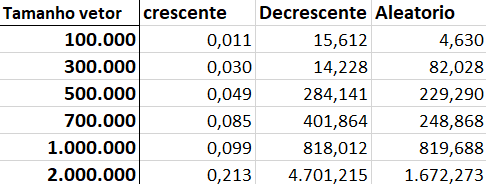 Tamanho vetor crescente Decrescente Aleatorio
100.000 0,011 15,612 4,630
300.000 0,030 14,228 82,028
500.000 0,049 284,141 229,290
700.000 0,085 401,864 248,868
1.000.000 0,099 818,012 819,688
2.000.000 0,213 4.701,215 1.672,273